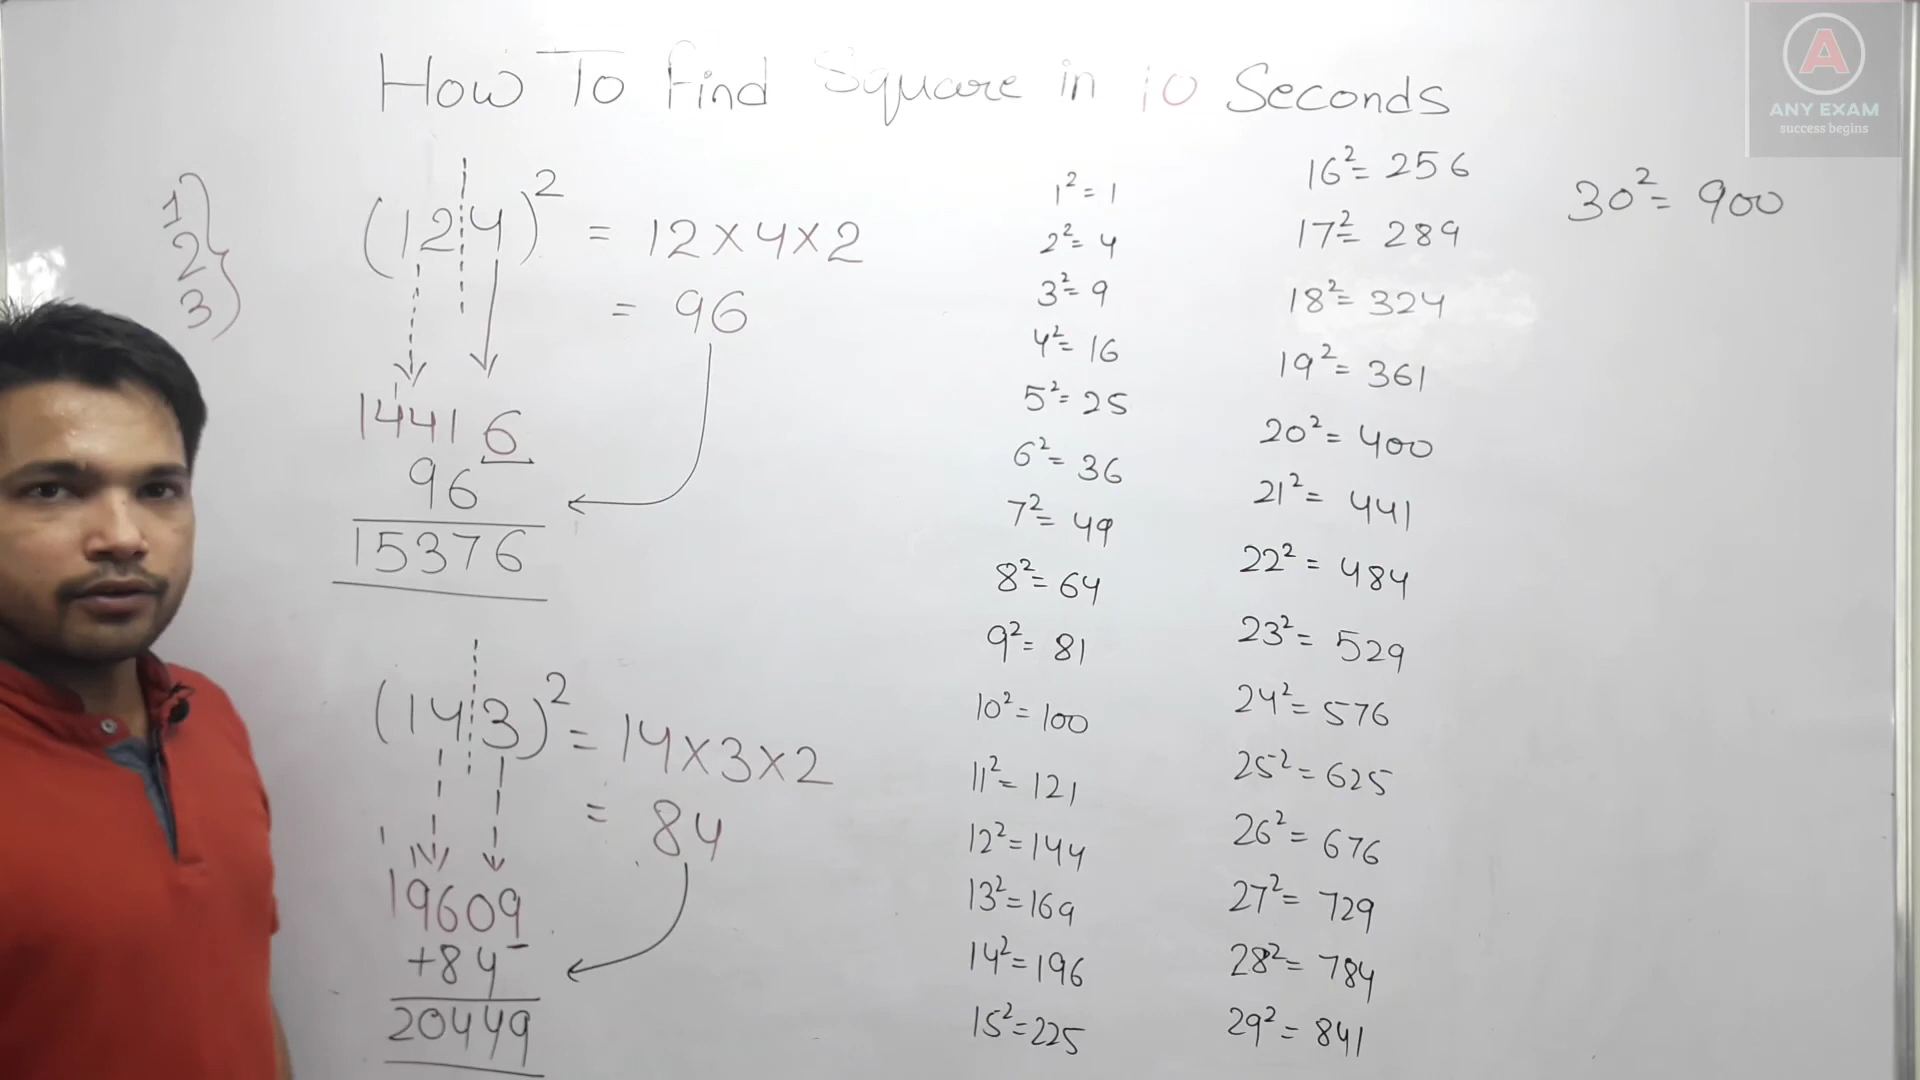 How To Find Square in 10 Seconds
A
ANY EXAM
success begins
1)
2
3)
(124)² = 12×4×2
= 96
14416
96
15376
(143)² = 14×3×2
= 84
19609
+84
20449
1² = 1
2² = 4
3² = 9
4² = 16
5² = 25
6² = 36
7² = 49
8² = 64
9² = 81
10² = 100
11² = 121
12² = 144
13² = 169
14² = 196
15² = 225
16² = 256
17² = 289
18² = 324
19² = 361
20² = 400
21² = 441
22² = 484
23² = 529
24² = 576
25² = 625
26² = 676
27² = 729
28² = 784
29² = 841
30² = 900